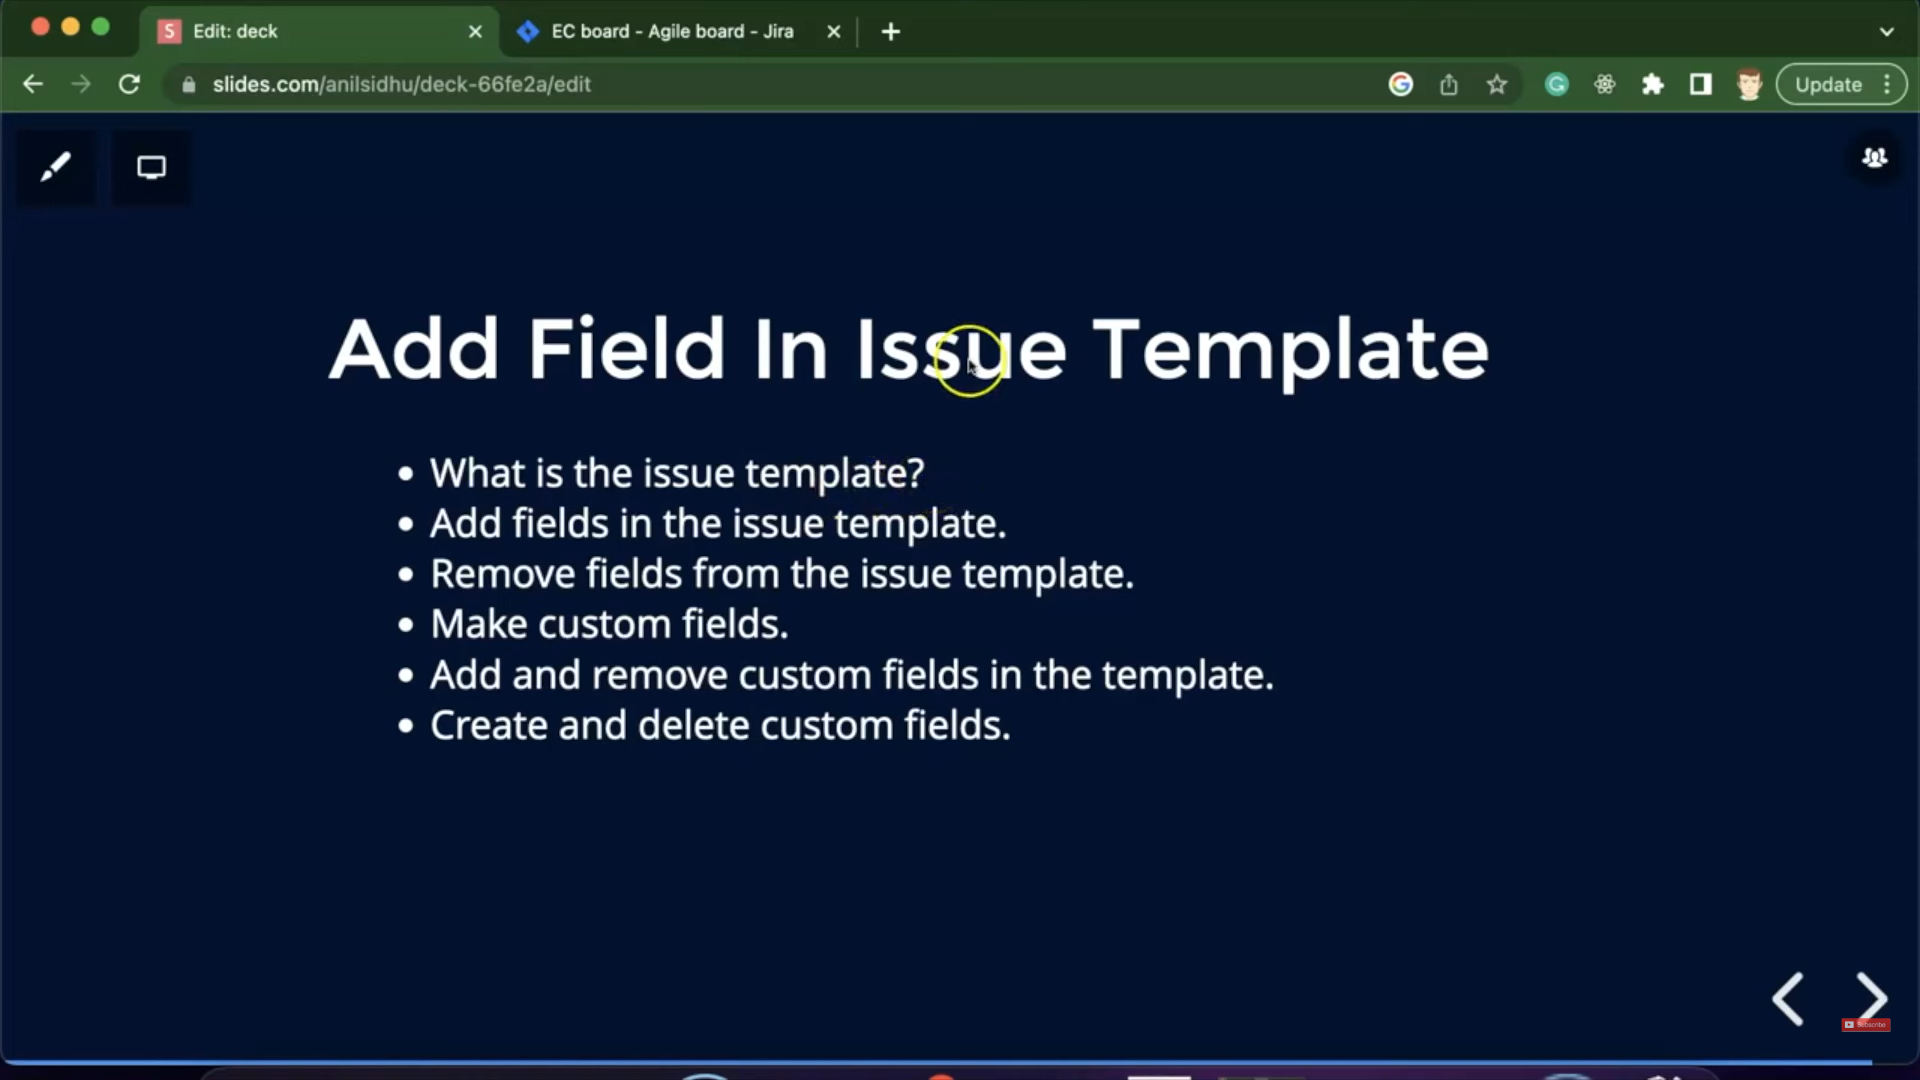 Edit: deck
EC board - Agile board - Jira
slides.com/anilsidhu/deck-66fe2a/edit
Update
Add Field In Issue Template
• What is the issue template?
• Add fields in the issue template.
• Remove fields from the issue template.
• Make custom fields.
• Add and remove custom fields in the template.
• Create and delete custom fields.
Subscribe